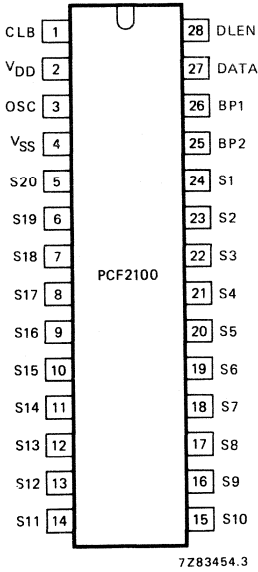 CLB 1 28 DLEN
VDD 2 27 DATA
OSC 3 26 BP1
VSS 4 25 BP2
S20 5 24 S1
S19 6 23 S2
S18 7 22 S3
PCF2100
S17 8 21 S4
S16 9 20 S5
S15 10 19 S6
S14 11 18 S7
S13 12 17 S8
S12 13 16 S9
S11 14 15 S10
7Z83454.3